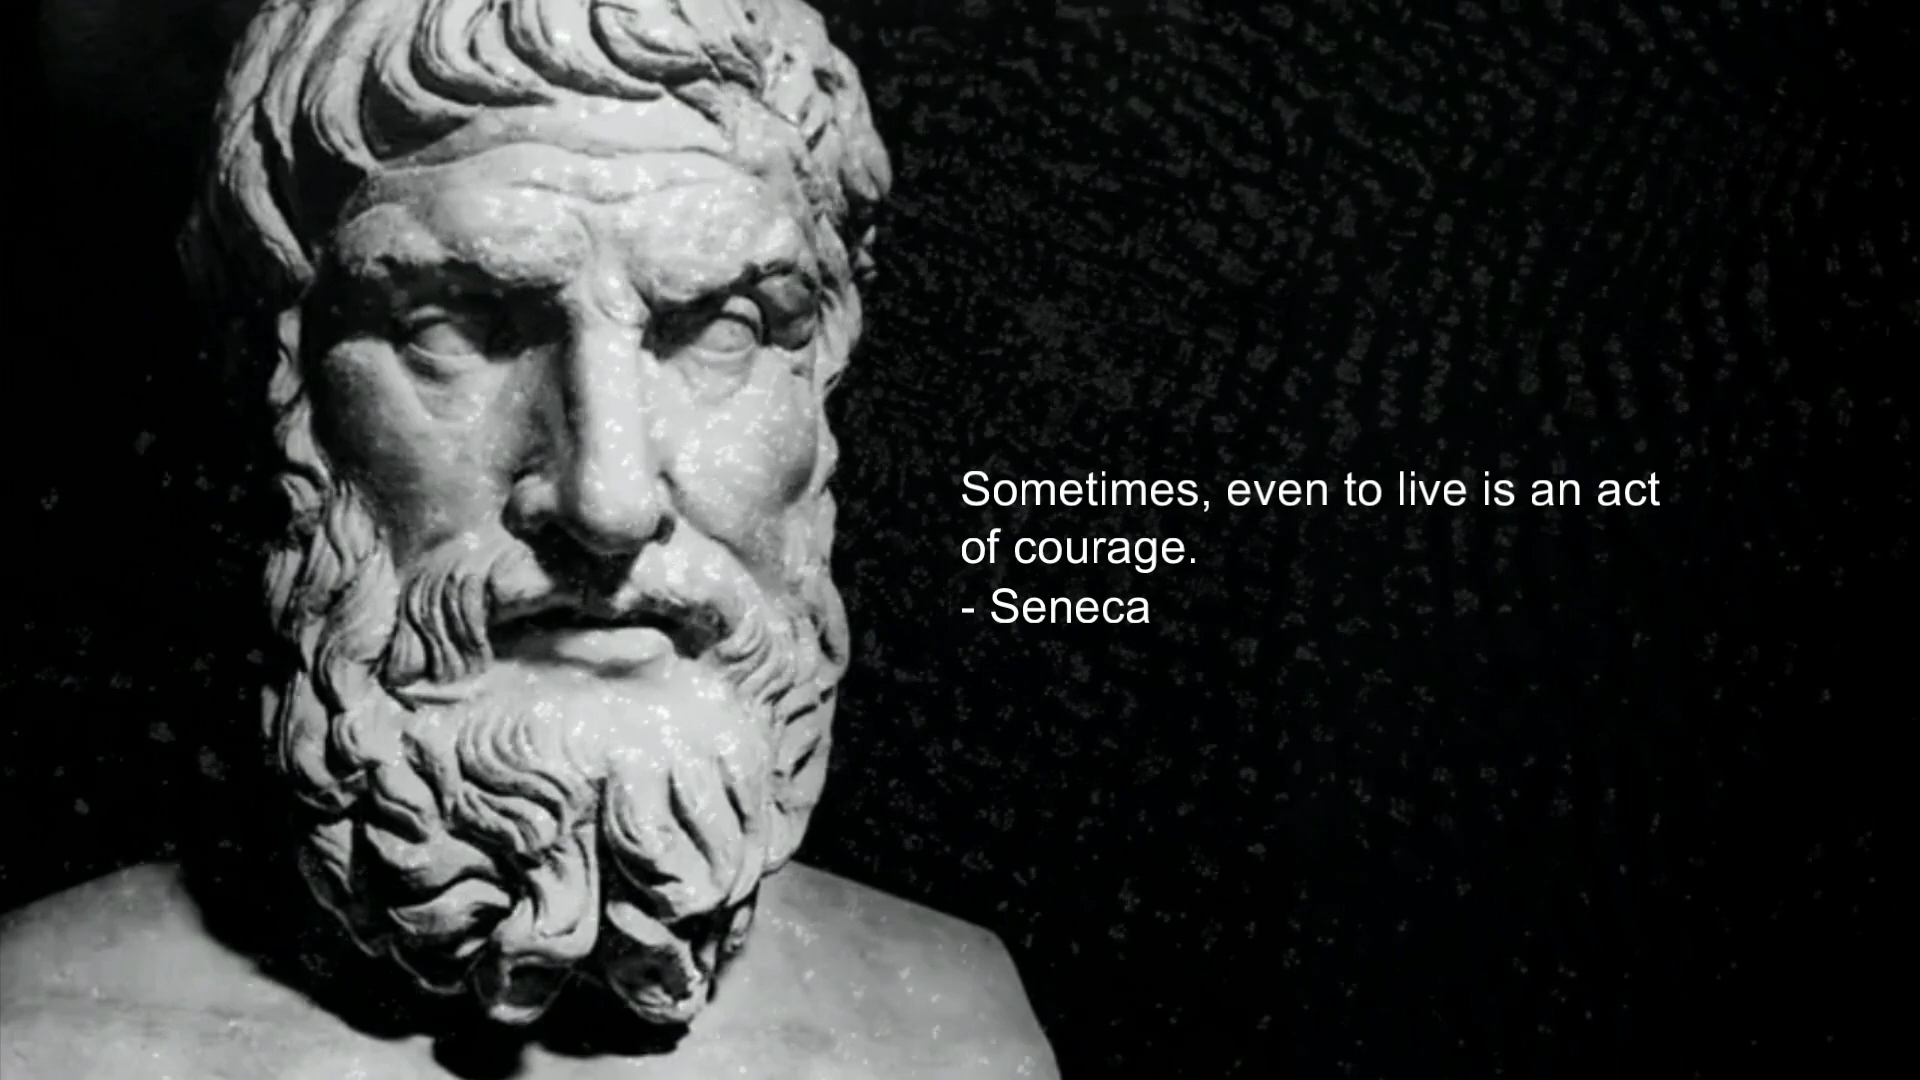 Sometimes, even to live is an act
of courage.
- Seneca